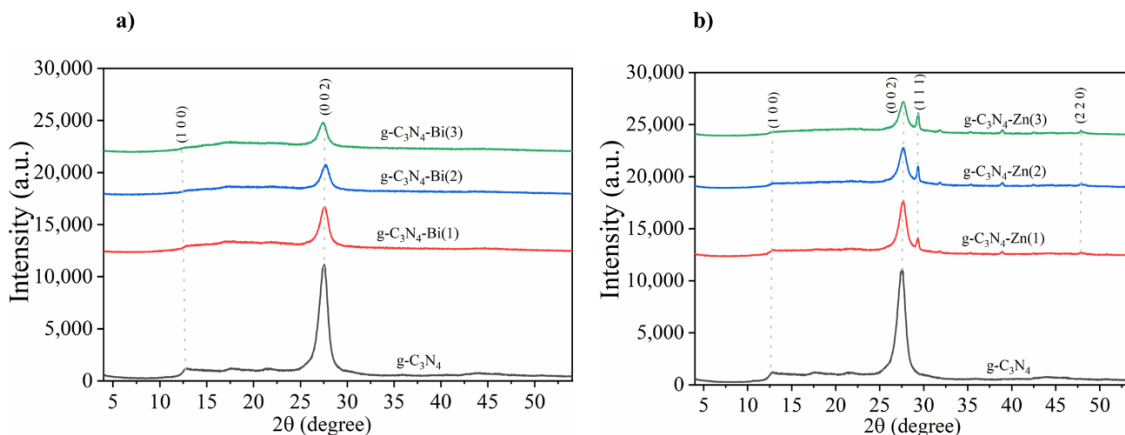 a)
30,000
25,000
20,000
15,000
10,000
5,000
0
Intensity (a.u.)
(1 0 0)
(0 0 2)
g-C₃N₄-Bi(3)
g-C₃N₄-Bi(2)
g-C₃N₄-Bi(1)
g-C₃N₄
5 10 15 20 25 30 35 40 45 50
2θ (degree)
b)
30,000
25,000
20,000
15,000
10,000
5,000
0
Intensity (a.u.)
(1 0 0)
(0 0 2)
(1 1 1)
(2 2 0)
g-C₃N₄-Zn(3)
g-C₃N₄-Zn(2)
g-C₃N₄-Zn(1)
g-C₃N₄
5 10 15 20 25 30 35 40 45 50
2θ (degree)